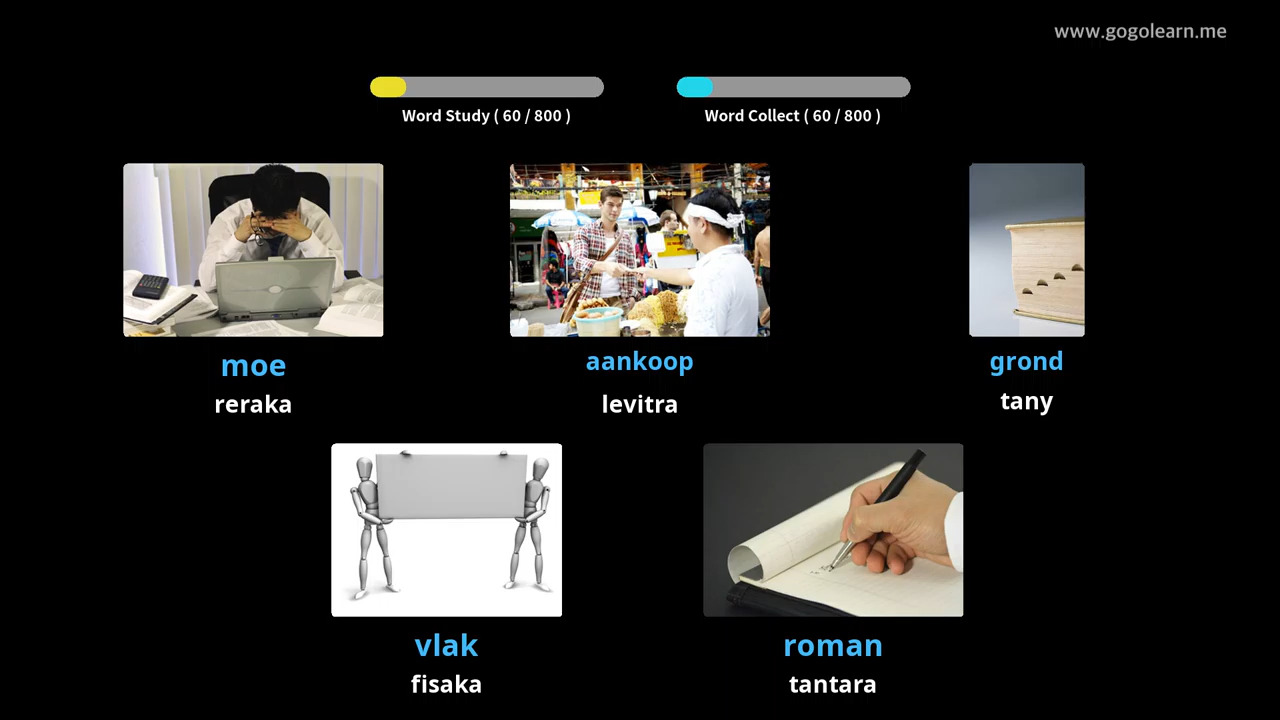 www.gogolearn.me
Word Study ( 60 / 800 )
Word Collect ( 60 / 800 )
moe
reraka
aankoop
levitra
grond
tany
vlak
fisaka
roman
tantara